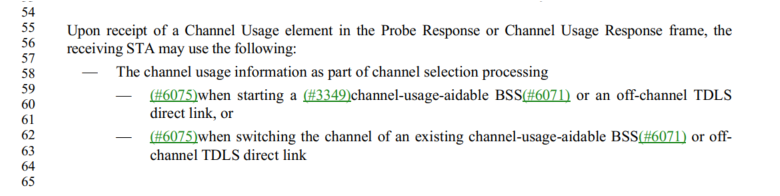 54
55
56
57
58
59
60
61
62
63
64
65
Upon receipt of a Channel Usage element in the Probe Response or Channel Usage Response frame, the
receiving STA may use the following:
— The channel usage information as part of channel selection processing
— (#6075)when starting a (#3349)channel-usage-aidable BSS(#6071) or an off-channel TDLS
direct link, or
— (#6075)when switching the channel of an existing channel-usage-aidable BSS(#6071) or off-
channel TDLS direct link